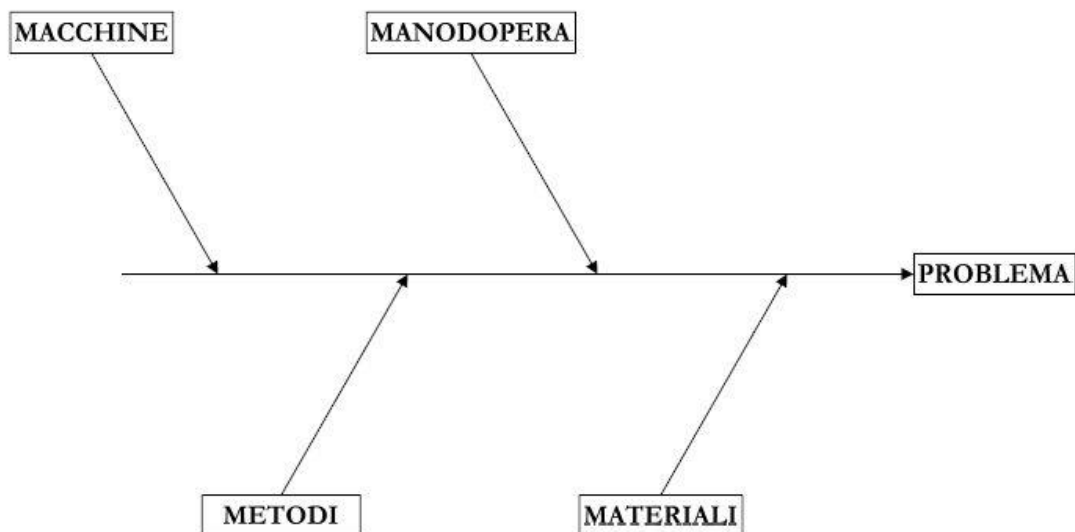 MACCHINE
MANODOPERA
PROBLEMA
METODI
MATERIALI